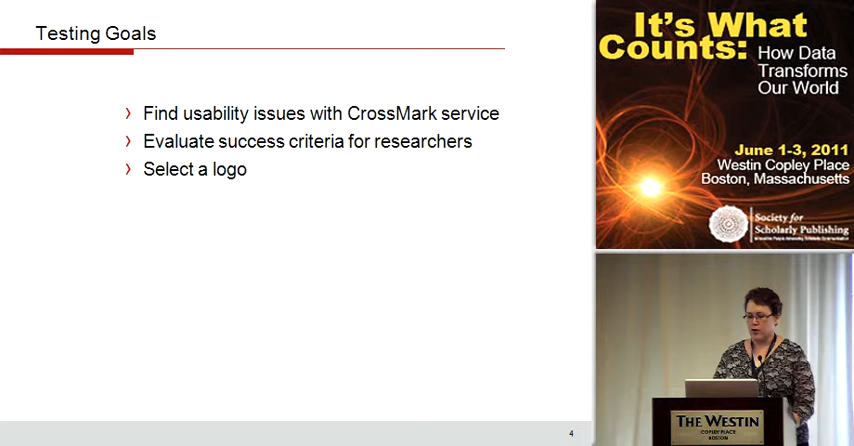 Testing Goals
› Find usability issues with CrossMark service
› Evaluate success criteria for researchers
› Select a logo
4
It's What
Counts: How Data
Transforms
Our World
June 1-3, 2011
Westin Copley Place
Boston, Massachusetts
Society for
Scholarly Publishing
THE WESTIN
COPLEY PLACE
BOSTON